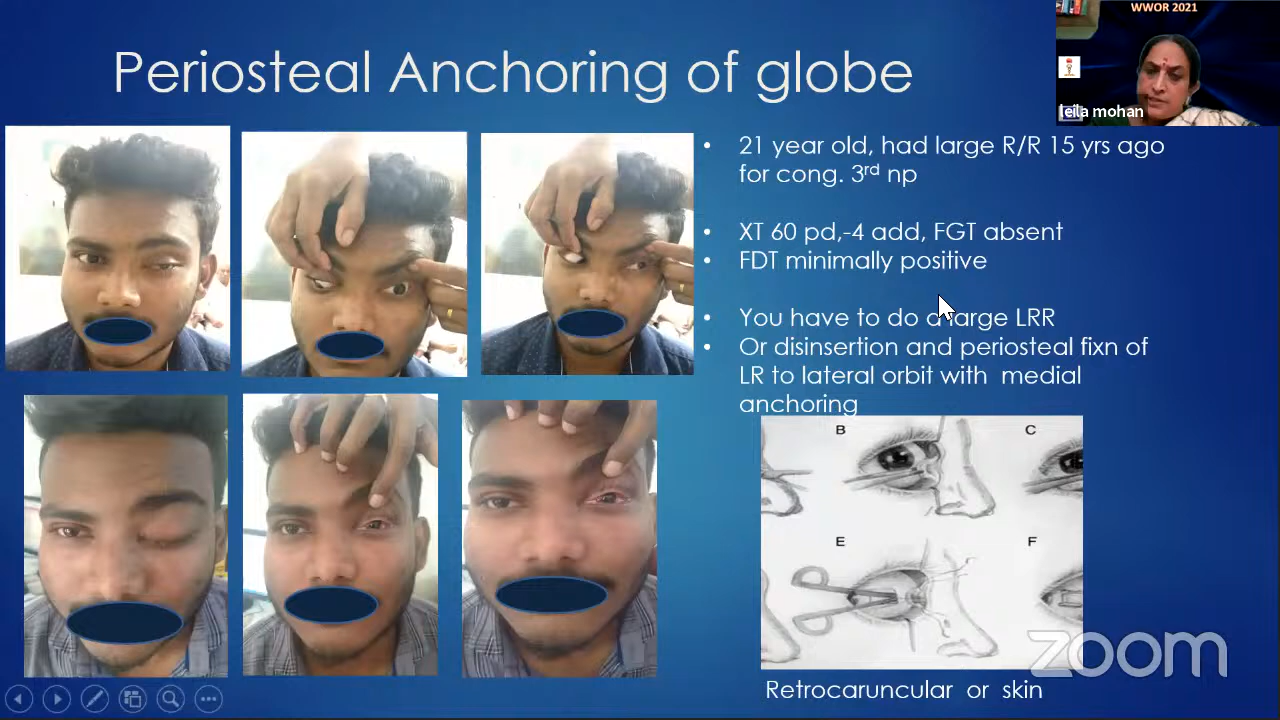 WWOR 2021
leila mohan
Periosteal Anchoring of globe
• 21 year old, had large R/R 15 yrs ago
for cong. 3rd np
• XT 60 pd,-4 add, FGT absent
• FDT minimally positive
• You have to do a large LRR
• Or disinsertion and periosteal fixn of
LR to lateral orbit with medial
anchoring
B
C
E
F
zoom
Retrocaruncular or skin